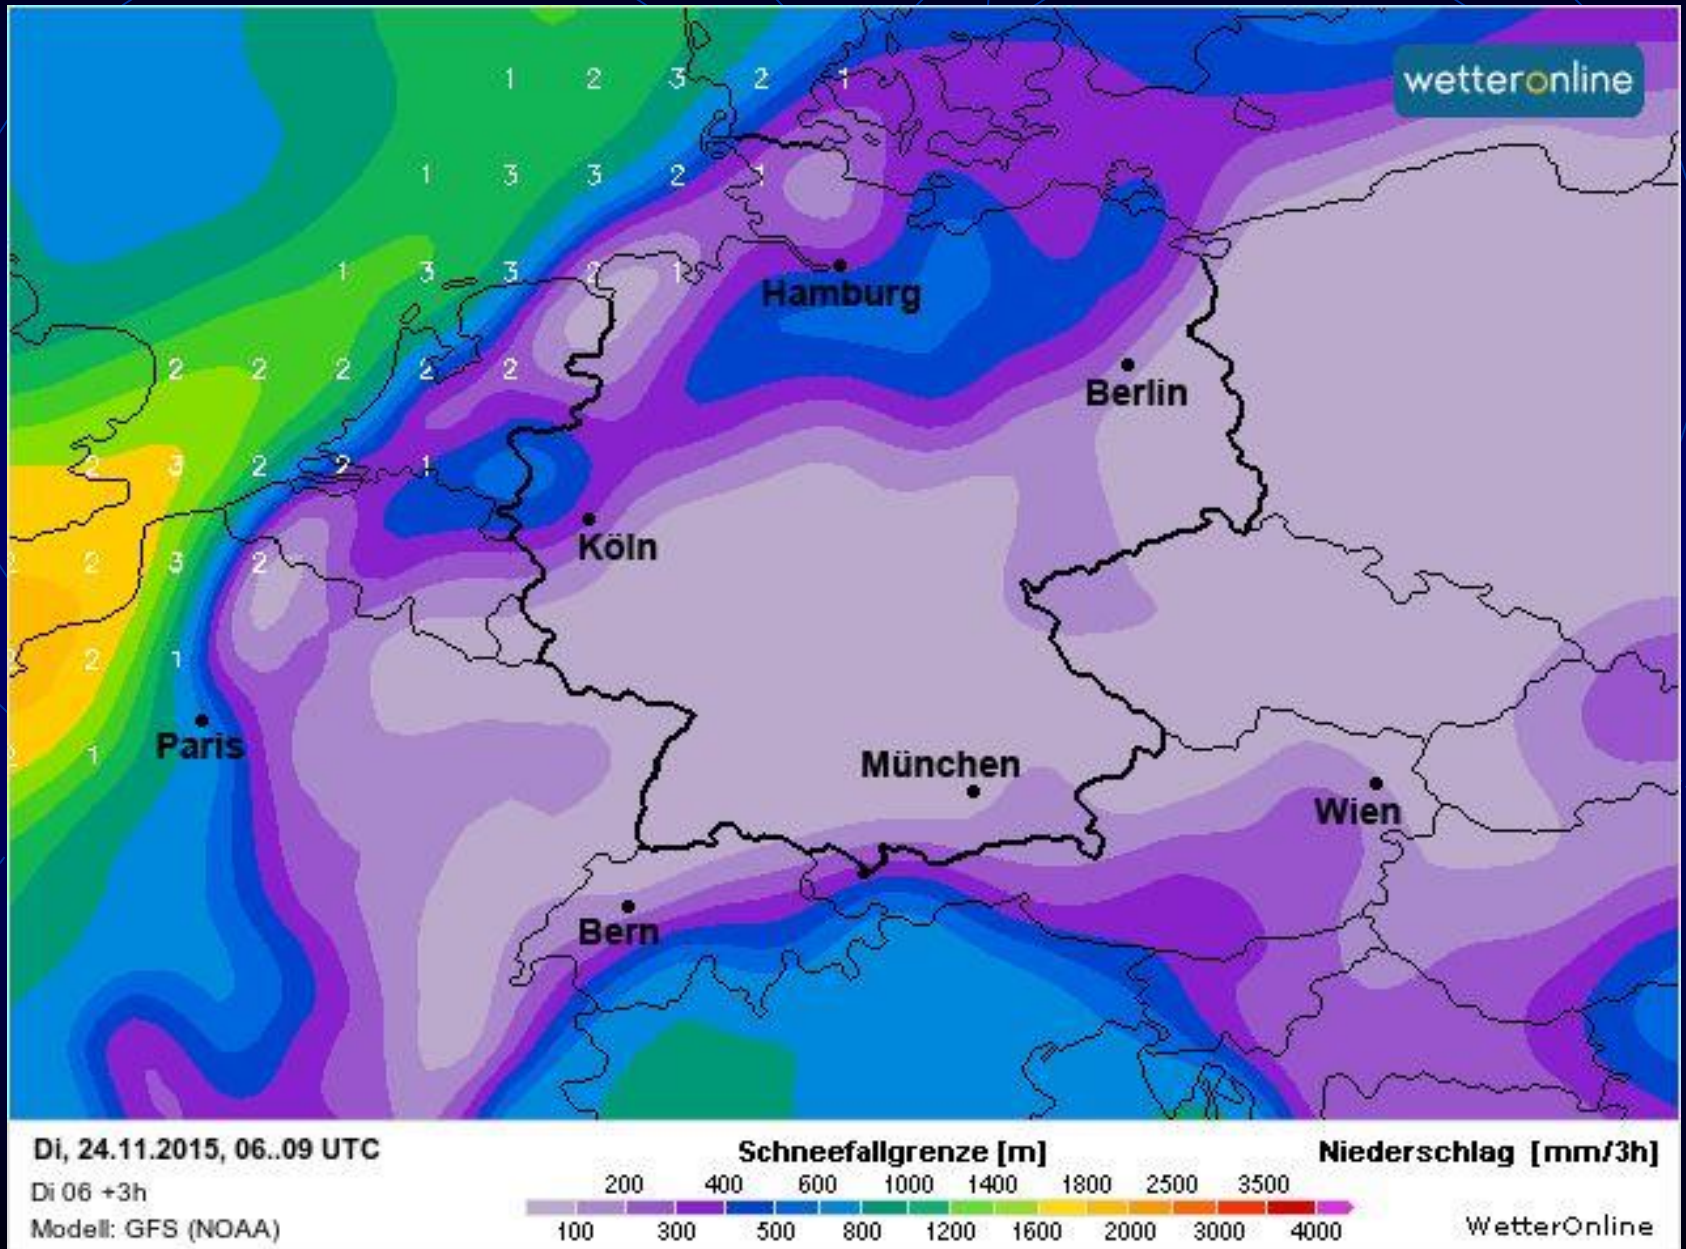 wetteronline
1 2 3 2 1
1 3 3 2 1
1 3 3 2 1
Hamburg
2 2 2 2 2
Berlin
2 3 2 2 1
Köln
2 2 3 2
2 2 1
Paris
2 1
München
Wien
Bern
Di, 24.11.2015, 06..09 UTC
Schneefallgrenze [m]
Niederschlag [mm/3h]
Di 06 +3h
200 400 600 1000 1400 1800 2500 3500
100 300 500 800 1200 1600 2000 3000 4000
Modell: GFS (NOAA)
WetterOnline